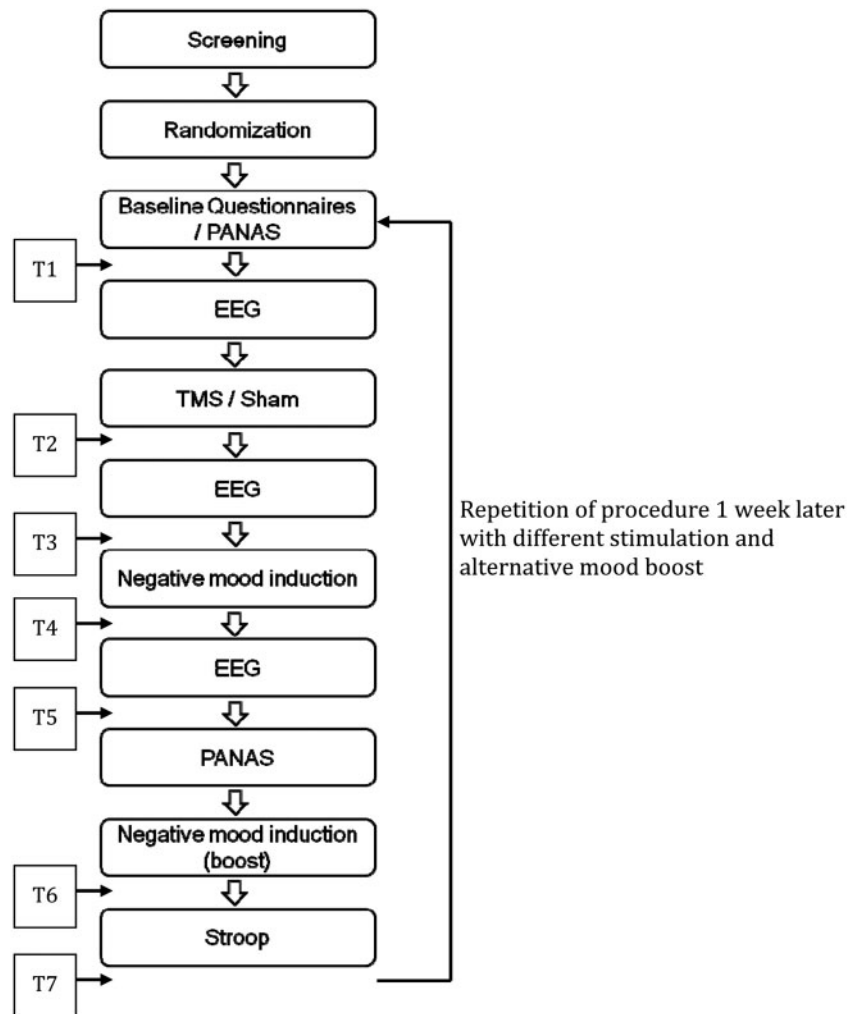 Screening
Randomization
Baseline Questionnaires
/ PANAS
T1
EEG
TMS / Sham
T2
EEG
T3
Negative mood induction
T4
EEG
T5
PANAS
Negative mood induction
(boost)
T6
Stroop
T7
Repetition of procedure 1 week later
with different stimulation and
alternative mood boost